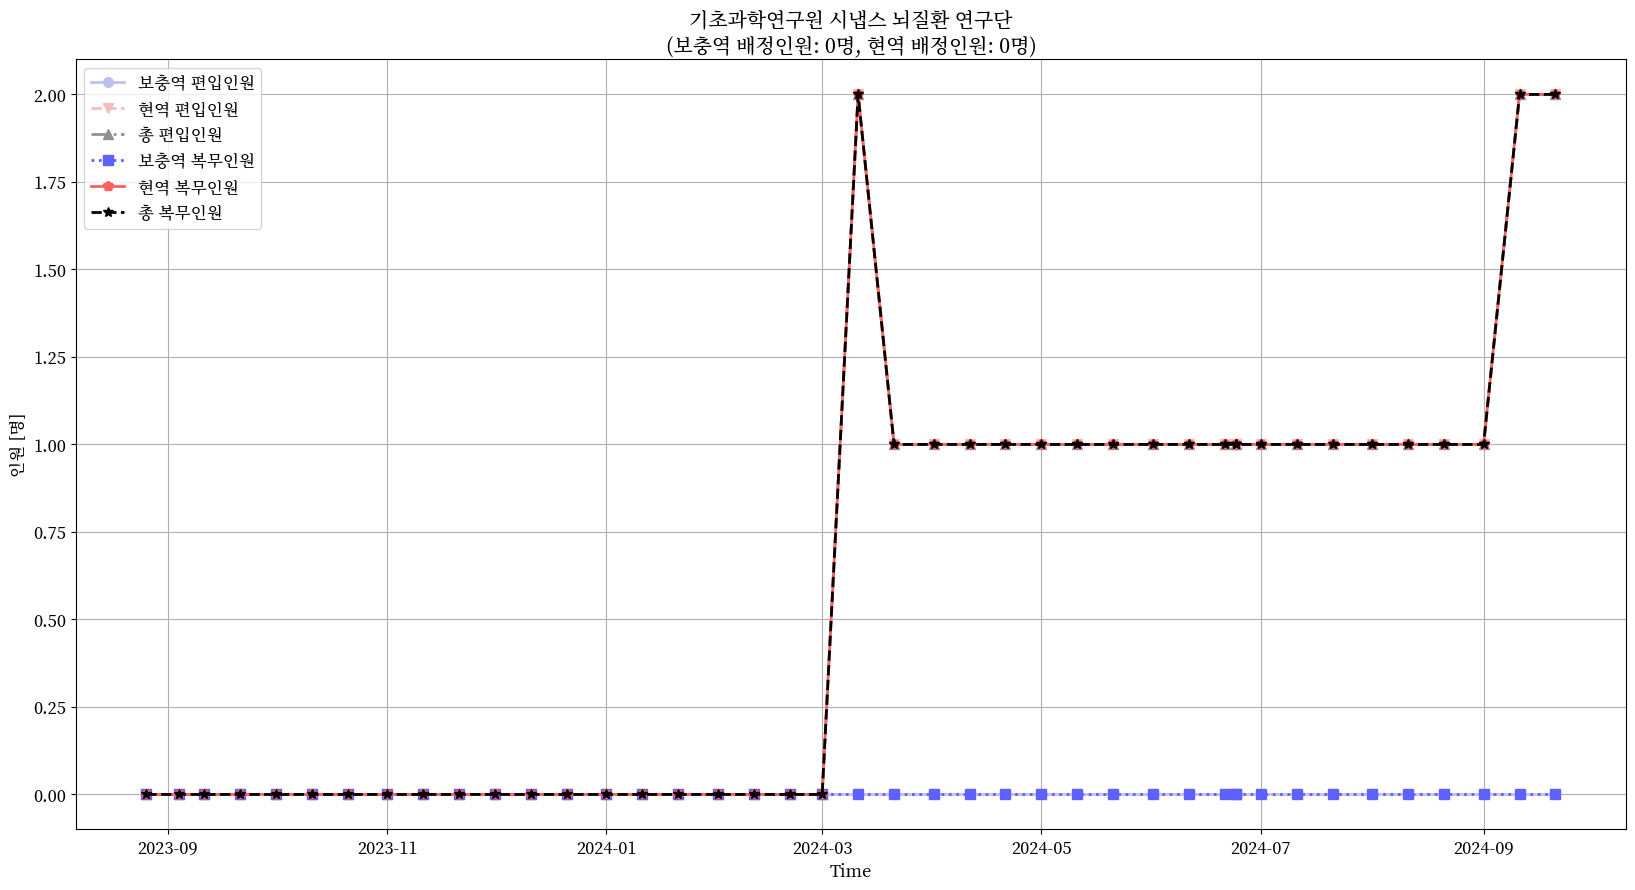 기초과학연구원 시냅스 뇌질환 연구단
(보충역 배정인원: 0명, 현역 배정인원: 0명)
보충역 편입인원
현역 편입인원
총 편입인원
보충역 복무인원
현역 복무인원
총 복무인원
2.00
1.75
1.50
1.25
1.00
0.75
0.50
0.25
0.00
인원 [명]
2023-09 2023-11 2024-01 2024-03 2024-05 2024-07 2024-09
Time